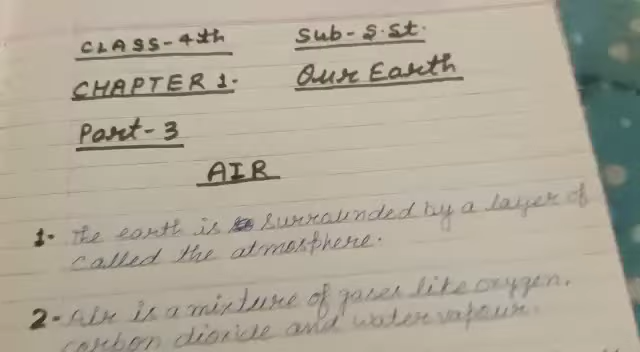 CLASS-4th Sub-S.St.
CHAPTER 1. Our Earth
Part-3
AIR
1- The earth is surrounded by a layer of
called the atmosphere.
2- Air is a mixture of gases like oxygen,
carbon dioxide and water vapour.